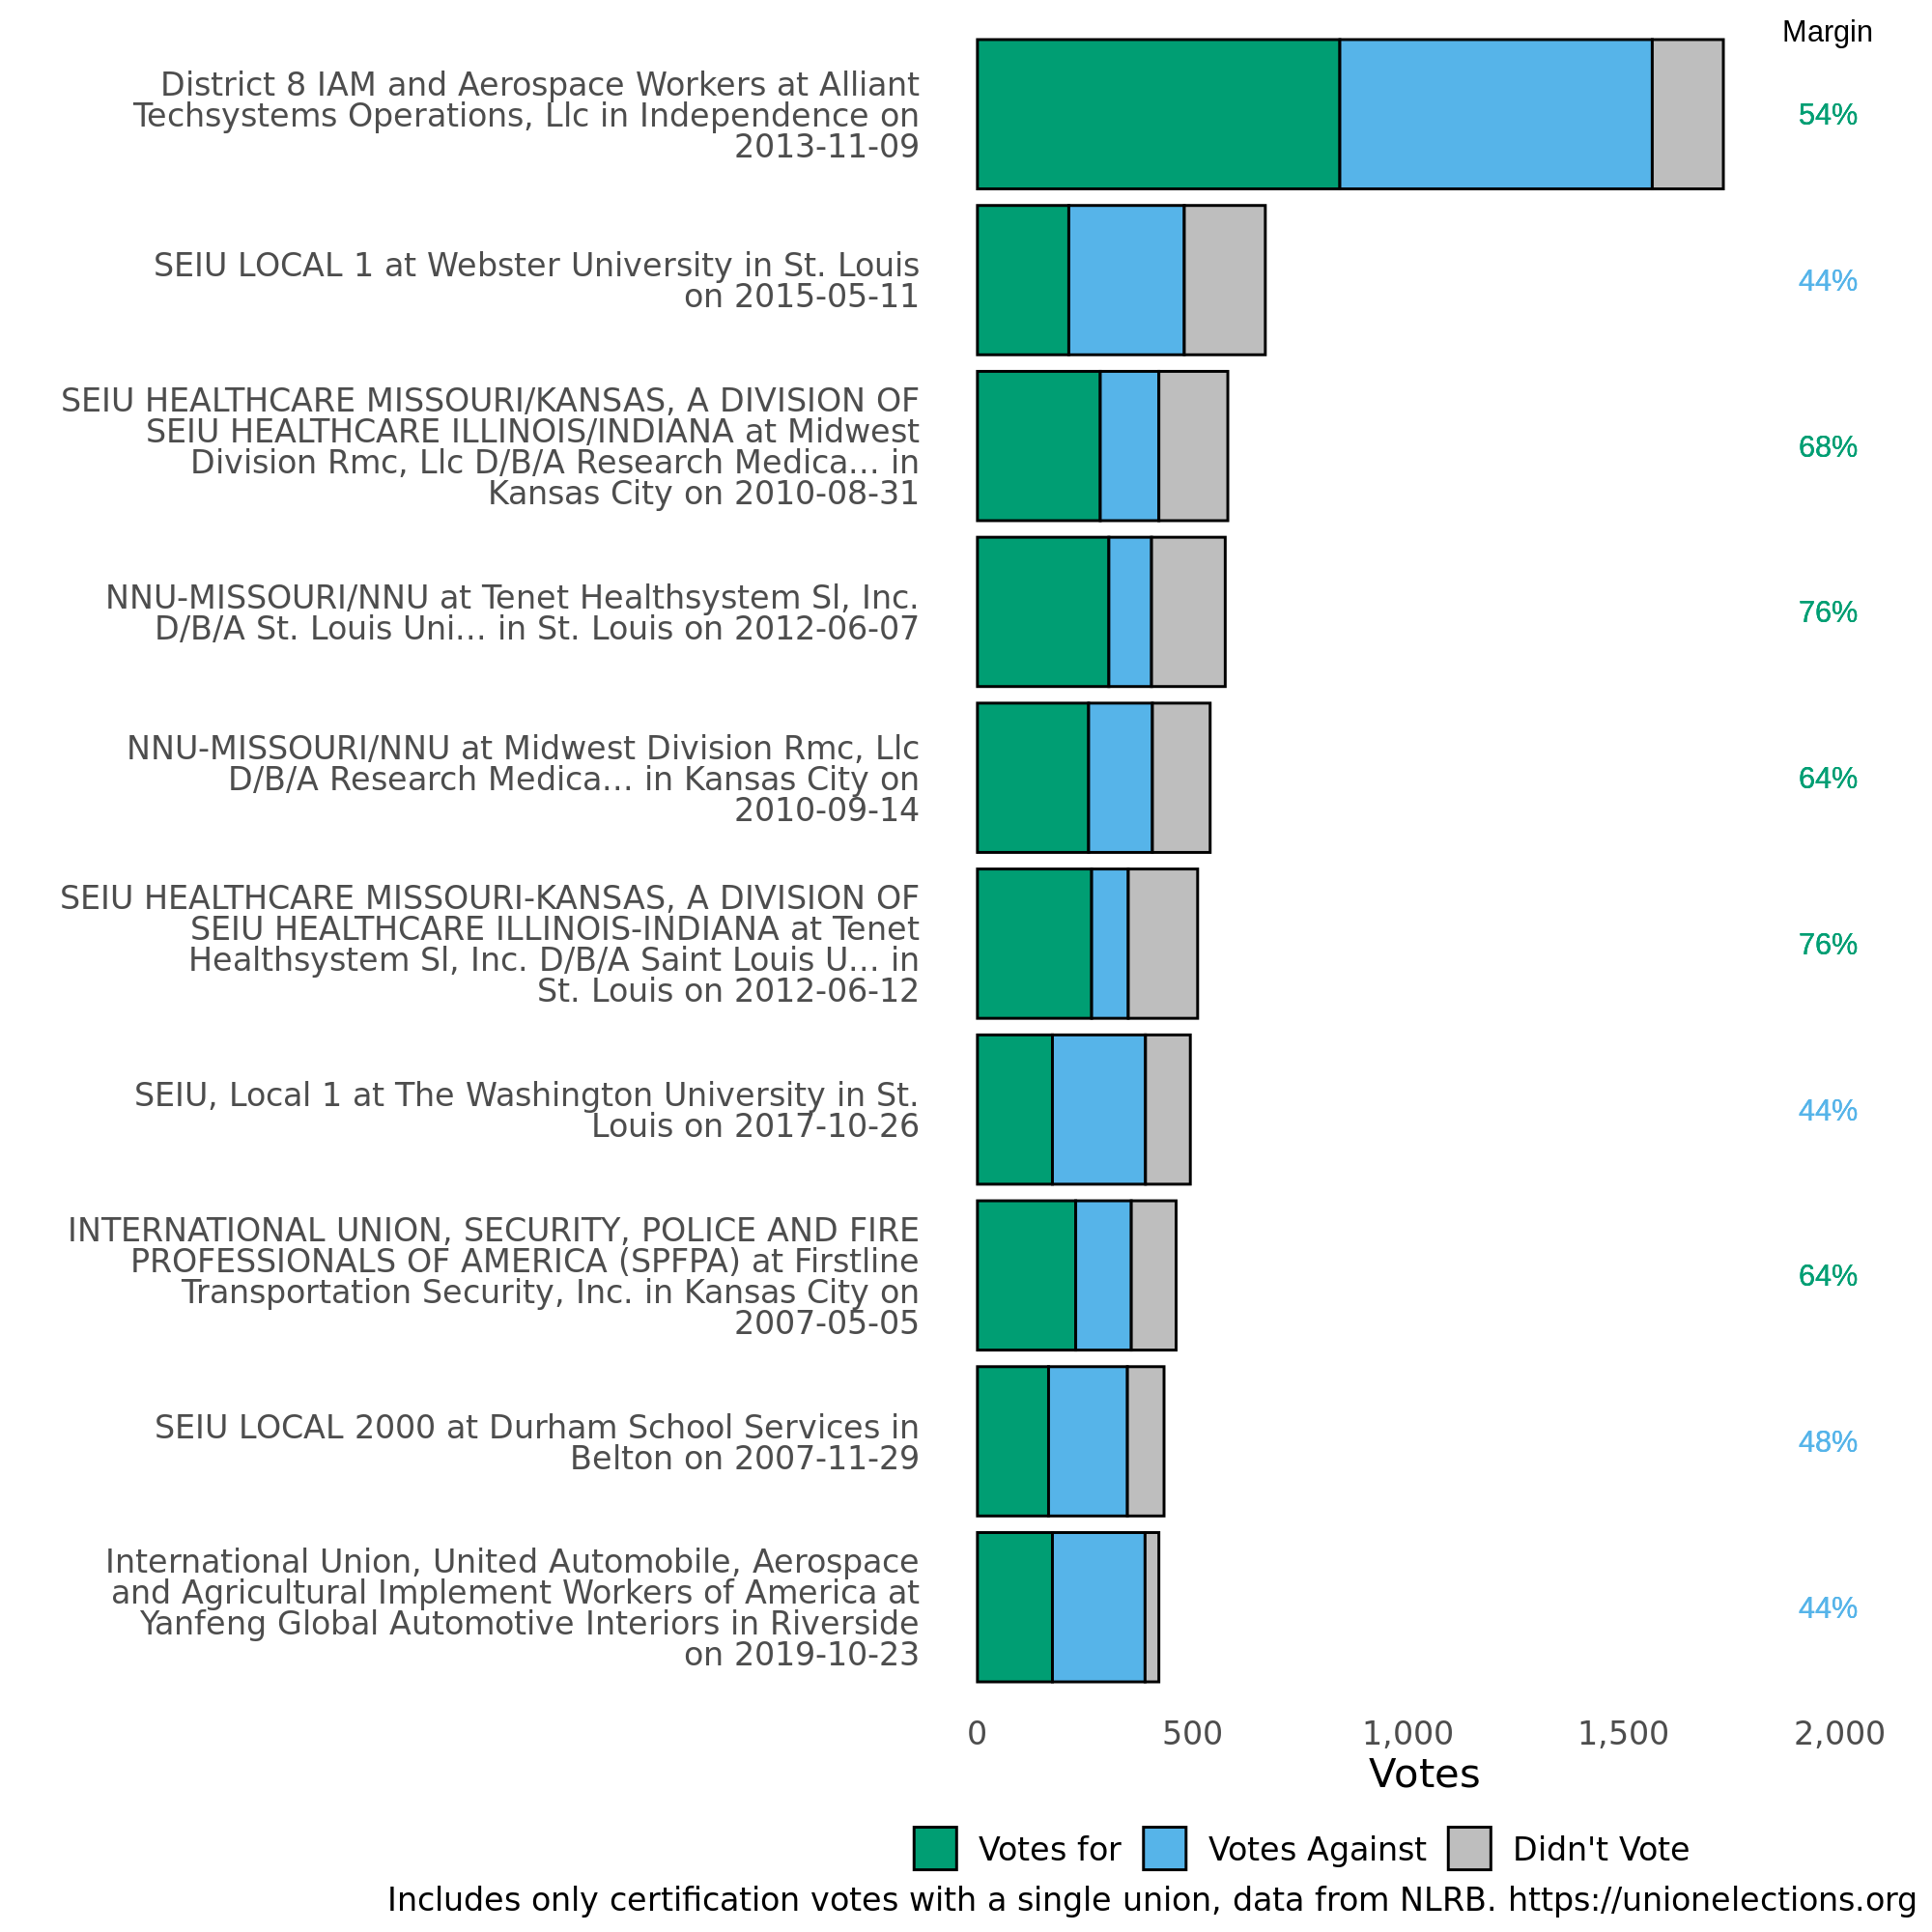 Margin
District 8 IAM and Aerospace Workers at Alliant
Techsystems Operations, Llc in Independence on
2013-11-09
54%
SEIU LOCAL 1 at Webster University in St. Louis
on 2015-05-11
44%
SEIU HEALTHCARE MISSOURI/KANSAS, A DIVISION OF
SEIU HEALTHCARE ILLINOIS/INDIANA at Midwest
Division Rmc, Llc D/B/A Research Medica... in
Kansas City on 2010-08-31
68%
NNU-MISSOURI/NNU at Tenet Healthsystem Sl, Inc.
D/B/A St. Louis Uni... in St. Louis on 2012-06-07
76%
NNU-MISSOURI/NNU at Midwest Division Rmc, Llc
D/B/A Research Medica... in Kansas City on
2010-09-14
64%
SEIU HEALTHCARE MISSOURI-KANSAS, A DIVISION OF
SEIU HEALTHCARE ILLINOIS-INDIANA at Tenet
Healthsystem Sl, Inc. D/B/A Saint Louis U... in
St. Louis on 2012-06-12
76%
SEIU, Local 1 at The Washington University in St.
Louis on 2017-10-26
44%
INTERNATIONAL UNION, SECURITY, POLICE AND FIRE
PROFESSIONALS OF AMERICA (SPFPA) at Firstline
Transportation Security, Inc. in Kansas City on
2007-05-05
64%
SEIU LOCAL 2000 at Durham School Services in
Belton on 2007-11-29
48%
International Union, United Automobile, Aerospace
and Agricultural Implement Workers of America at
Yanfeng Global Automotive Interiors in Riverside
on 2019-10-23
44%
0 500 1,000 1,500 2,000
Votes
Votes for Votes Against Didn't Vote
Includes only certification votes with a single union, data from NLRB. https://unionelections.org